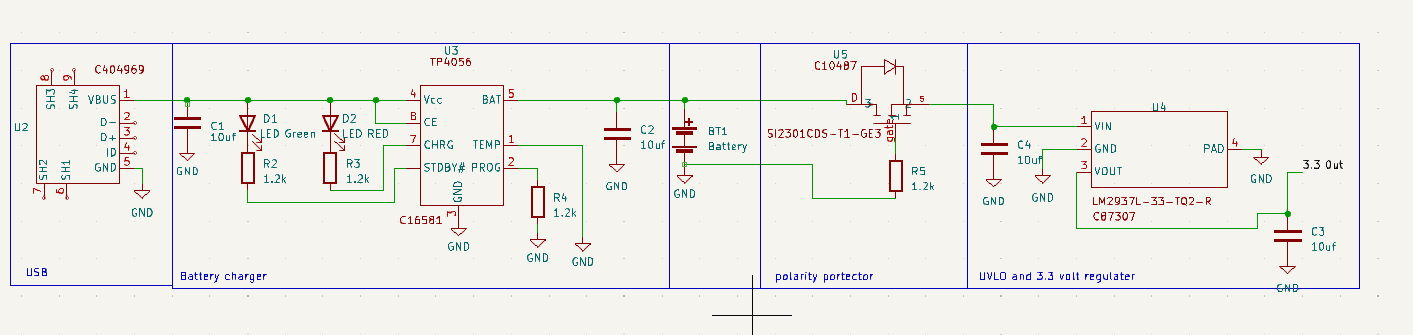 U3
TP4056
U5
C10487
C404969
8
9
SH3
SH4
VBUS 1
U2
D- 2
D+ 3
ID 4
GND 5
SH2
SH1
7
6
GND
USB
C1
10uf
GND
D1
LED Green
R2
1.2k
D2
LED RED
R3
1.2k
4 Vcc
8 CE
7 CHRG
STDBY#
BAT 5
TEMP 1
PROG 2
GND
3
C16581
GND
R4
1.2k
GND
GND
Battery charger
C2
10uf
GND
BT1
Battery
GND
D 3
2 s
1
gate
SI2301CDS-T1-GE3
R5
1.2k
polarity portector
U4
1 VIN
2 GND
3 VOUT
PAD 4
C4
10uf
GND
GND
GND
LM2937L-33-TQ2-R
C87307
3.3 Out
C3
10uf
GND
UVLO and 3.3 volt regulater